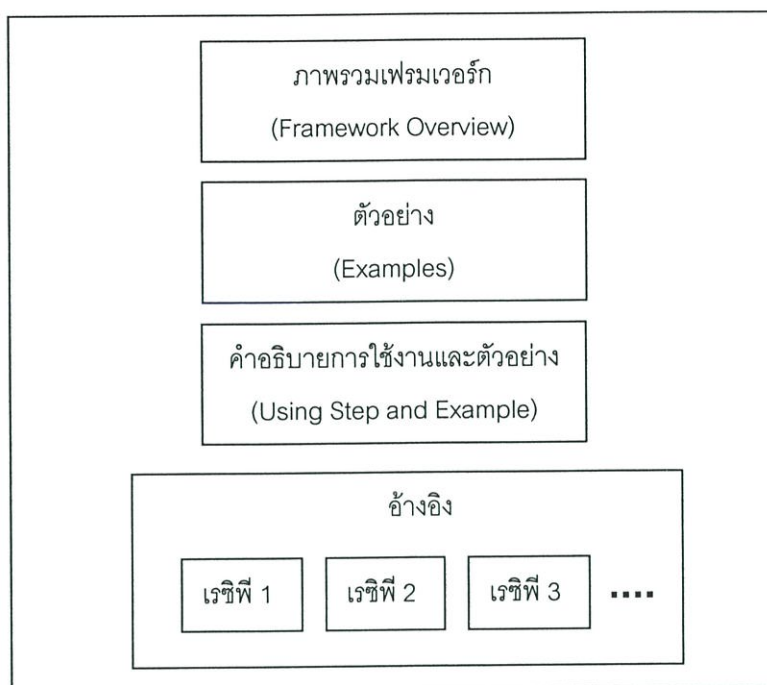 ภาพรวมเฟรมเวอร์ก
(Framework Overview)
ตัวอย่าง
(Examples)
คำอธิบายการใช้งานและตัวอย่าง
(Using Step and Example)
อ้างอิง
เรซิพี 1 เรซิพี 2 เรซิพี 3 ....